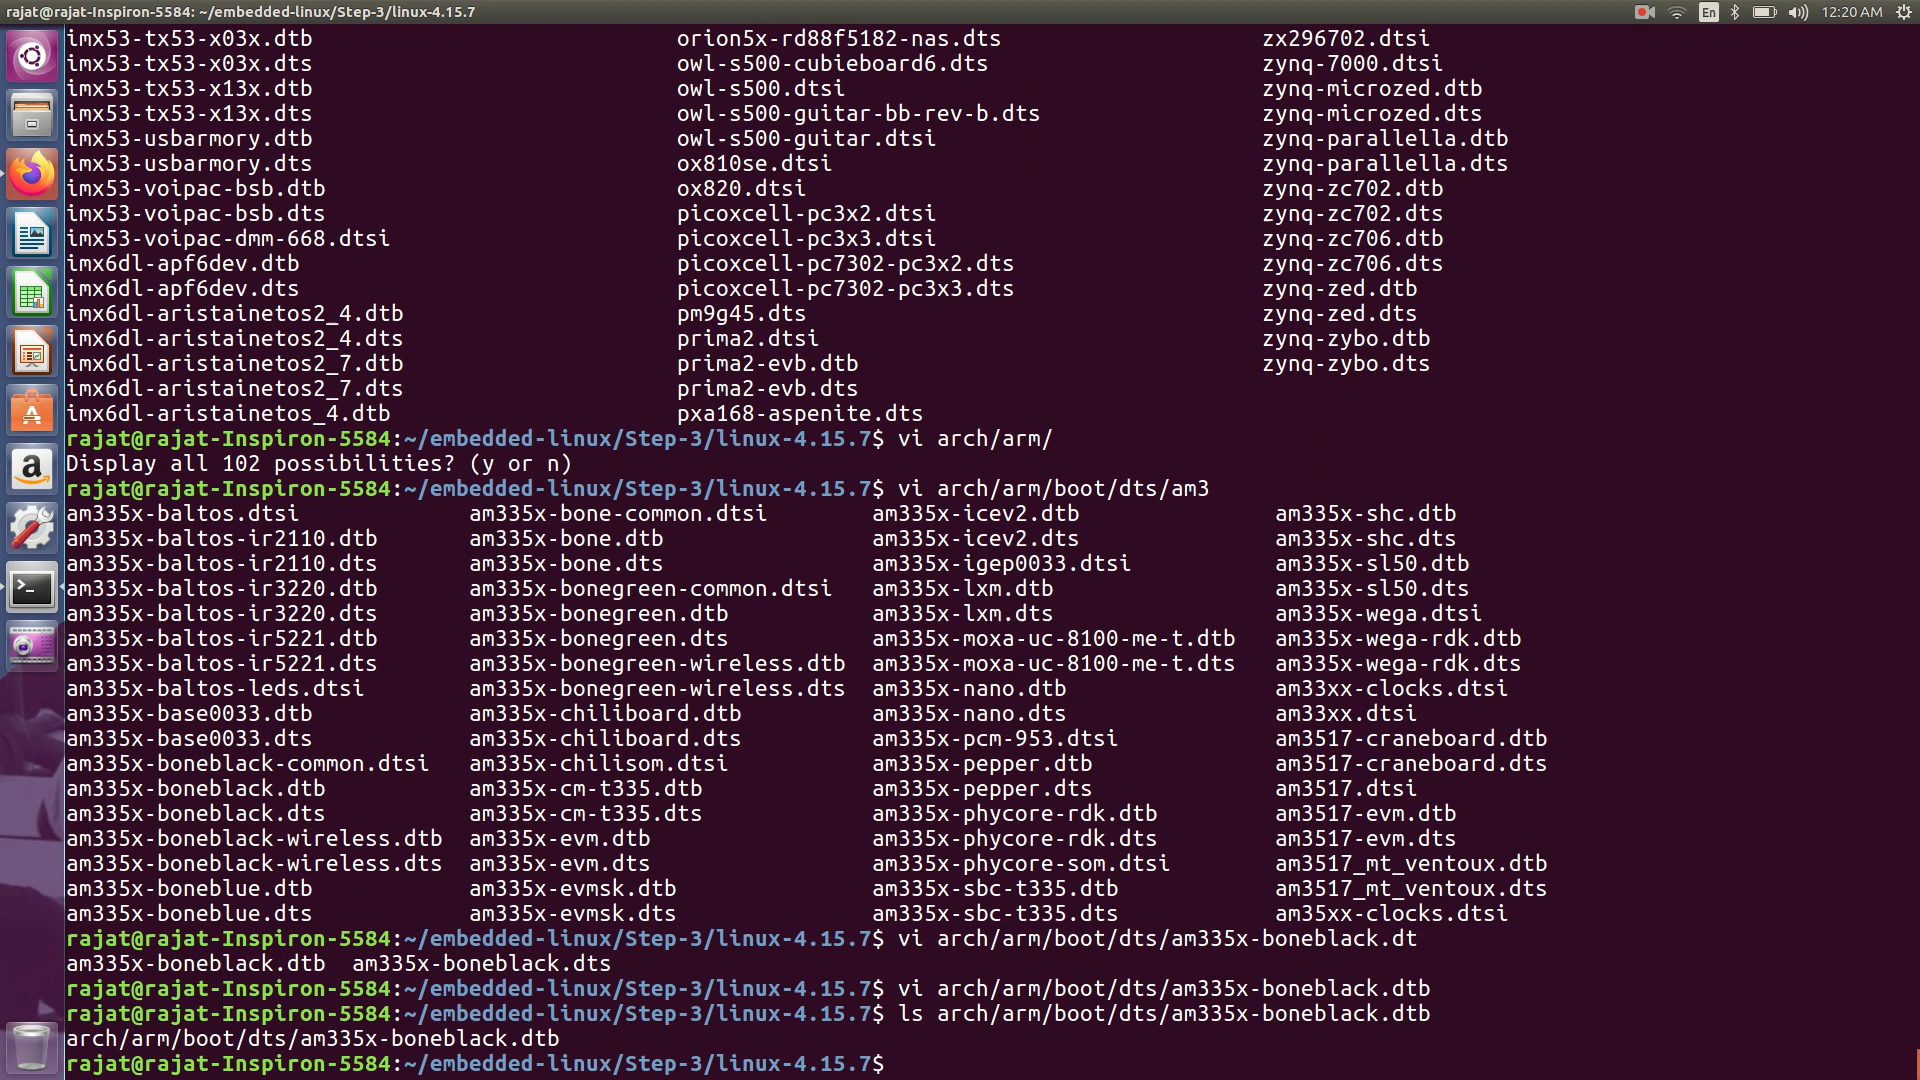 rajat@rajat-Inspiron-5584: ~/embedded-linux/Step-3/linux-4.15.7 En 12:20 AM
imx53-tx53-x03x.dtb orion5x-rd88f5182-nas.dts zx296702.dtsi
imx53-tx53-x03x.dts owl-s500-cubieboard6.dts zynq-7000.dtsi
imx53-tx53-x13x.dtb owl-s500.dtsi zynq-microzed.dtb
imx53-tx53-x13x.dts owl-s500-guitar-bb-rev-b.dts zynq-microzed.dts
imx53-usbarmory.dtb owl-s500-guitar.dtsi zynq-parallella.dtb
imx53-usbarmory.dts ox810se.dtsi zynq-parallella.dts
imx53-voipac-bsb.dtb ox820.dtsi zynq-zc702.dtb
imx53-voipac-bsb.dts picoxcell-pc3x2.dtsi zynq-zc702.dts
imx53-voipac-dmm-668.dtsi picoxcell-pc3x3.dtsi zynq-zc706.dtb
imx6dl-apf6dev.dtb picoxcell-pc7302-pc3x2.dts zynq-zc706.dts
imx6dl-apf6dev.dts picoxcell-pc7302-pc3x3.dts zynq-zed.dtb
imx6dl-aristainetos2_4.dtb pm9g45.dts zynq-zed.dts
imx6dl-aristainetos2_4.dts prima2.dtsi zynq-zybo.dtb
imx6dl-aristainetos2_7.dtb prima2-evb.dtb zynq-zybo.dts
imx6dl-aristainetos2_7.dts prima2-evb.dts
imx6dl-aristainetos_4.dtb pxa168-aspenite.dts
rajat@rajat-Inspiron-5584:~/embedded-linux/Step-3/linux-4.15.7$ vi arch/arm/
Display all 102 possibilities? (y or n)
rajat@rajat-Inspiron-5584:~/embedded-linux/Step-3/linux-4.15.7$ vi arch/arm/boot/dts/am3
am335x-baltos.dtsi am335x-bone-common.dtsi am335x-icev2.dtb am335x-shc.dtb
am335x-baltos-ir2110.dtb am335x-bone.dtb am335x-icev2.dts am335x-shc.dts
am335x-baltos-ir2110.dts am335x-bone.dts am335x-igep0033.dtsi am335x-sl50.dtb
am335x-baltos-ir3220.dtb am335x-bonegreen-common.dtsi am335x-lxm.dtb am335x-sl50.dts
am335x-baltos-ir3220.dts am335x-bonegreen.dtb am335x-lxm.dts am335x-wega.dtsi
am335x-baltos-ir5221.dtb am335x-bonegreen.dts am335x-moxa-uc-8100-me-t.dtb am335x-wega-rdk.dtb
am335x-baltos-ir5221.dts am335x-bonegreen-wireless.dtb am335x-moxa-uc-8100-me-t.dts am335x-wega-rdk.dts
am335x-baltos-leds.dtsi am335x-bonegreen-wireless.dts am335x-nano.dtb am33xx-clocks.dtsi
am335x-base0033.dtb am335x-chiliboard.dtb am335x-nano.dts am33xx.dtsi
am335x-base0033.dts am335x-chiliboard.dts am335x-pcm-953.dtsi am3517-craneboard.dtb
am335x-boneblack-common.dtsi am335x-chilisom.dtsi am335x-pepper.dtb am3517-craneboard.dts
am335x-boneblack.dtb am335x-cm-t335.dtb am335x-pepper.dts am3517.dtsi
am335x-boneblack.dts am335x-cm-t335.dts am335x-phycore-rdk.dtb am3517-evm.dtb
am335x-boneblack-wireless.dtb am335x-evm.dtb am335x-phycore-rdk.dts am3517-evm.dts
am335x-boneblack-wireless.dts am335x-evm.dts am335x-phycore-som.dtsi am3517_mt_ventoux.dtb
am335x-boneblue.dtb am335x-evmsk.dtb am335x-sbc-t335.dtb am3517_mt_ventoux.dts
am335x-boneblue.dts am335x-evmsk.dts am335x-sbc-t335.dts am35xx-clocks.dtsi
rajat@rajat-Inspiron-5584:~/embedded-linux/Step-3/linux-4.15.7$ vi arch/arm/boot/dts/am335x-boneblack.dt
am335x-boneblack.dtb am335x-boneblack.dts
rajat@rajat-Inspiron-5584:~/embedded-linux/Step-3/linux-4.15.7$ vi arch/arm/boot/dts/am335x-boneblack.dtb
rajat@rajat-Inspiron-5584:~/embedded-linux/Step-3/linux-4.15.7$ ls arch/arm/boot/dts/am335x-boneblack.dtb
arch/arm/boot/dts/am335x-boneblack.dtb
rajat@rajat-Inspiron-5584:~/embedded-linux/Step-3/linux-4.15.7$